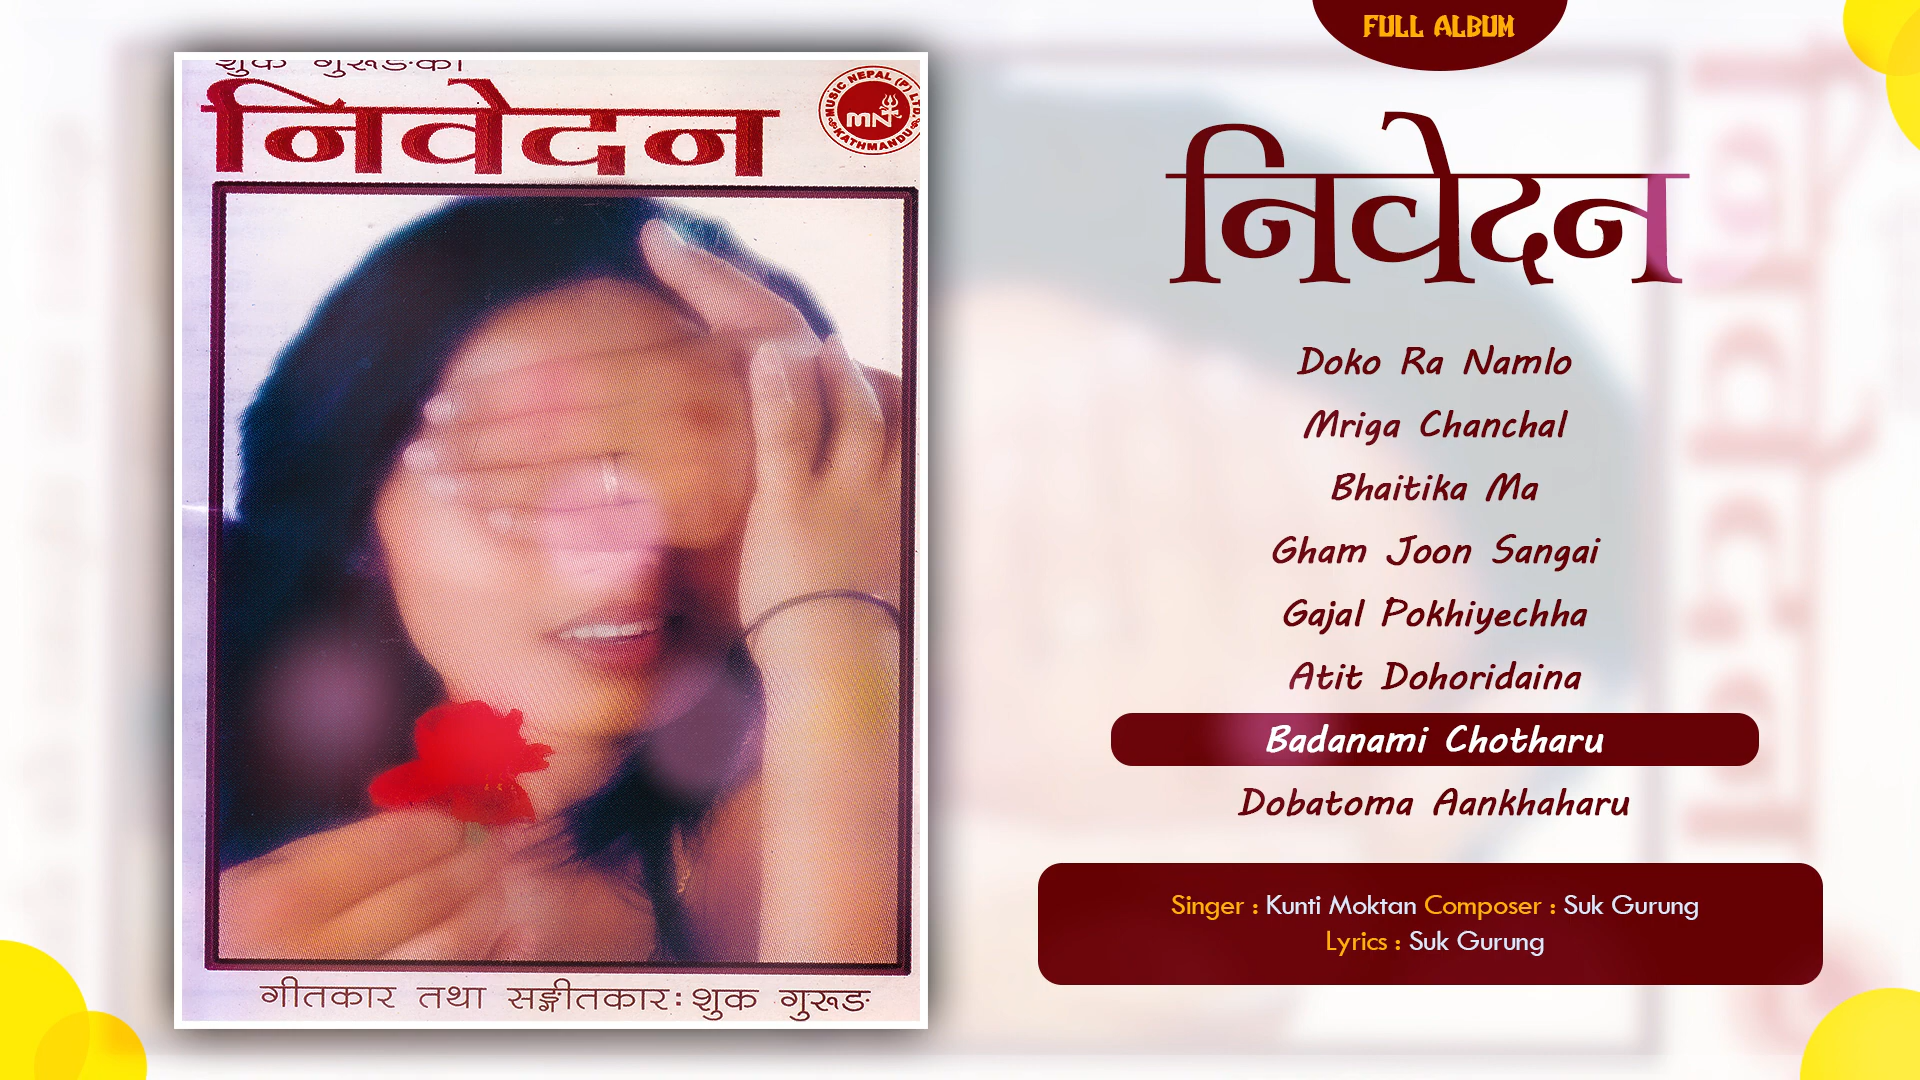 शुक गुरूङको
निवेदन
MUSIC NEPAL (P) LTD.
MN
KATHMANDU
गीतकार तथा सङ्गीतकार: शुक गुरूङ
FULL ALBUM
निवेदन
Doko Ra Namlo
Mriga Chanchal
Bhaitika Ma
Gham Joon Sangai
Gajal Pokhiyechha
Atit Dohoridaina
Badanami Chotharu
Dobatoma Aankhaharu
Singer : Kunti Moktan Composer : Suk Gurung
Lyrics : Suk Gurung